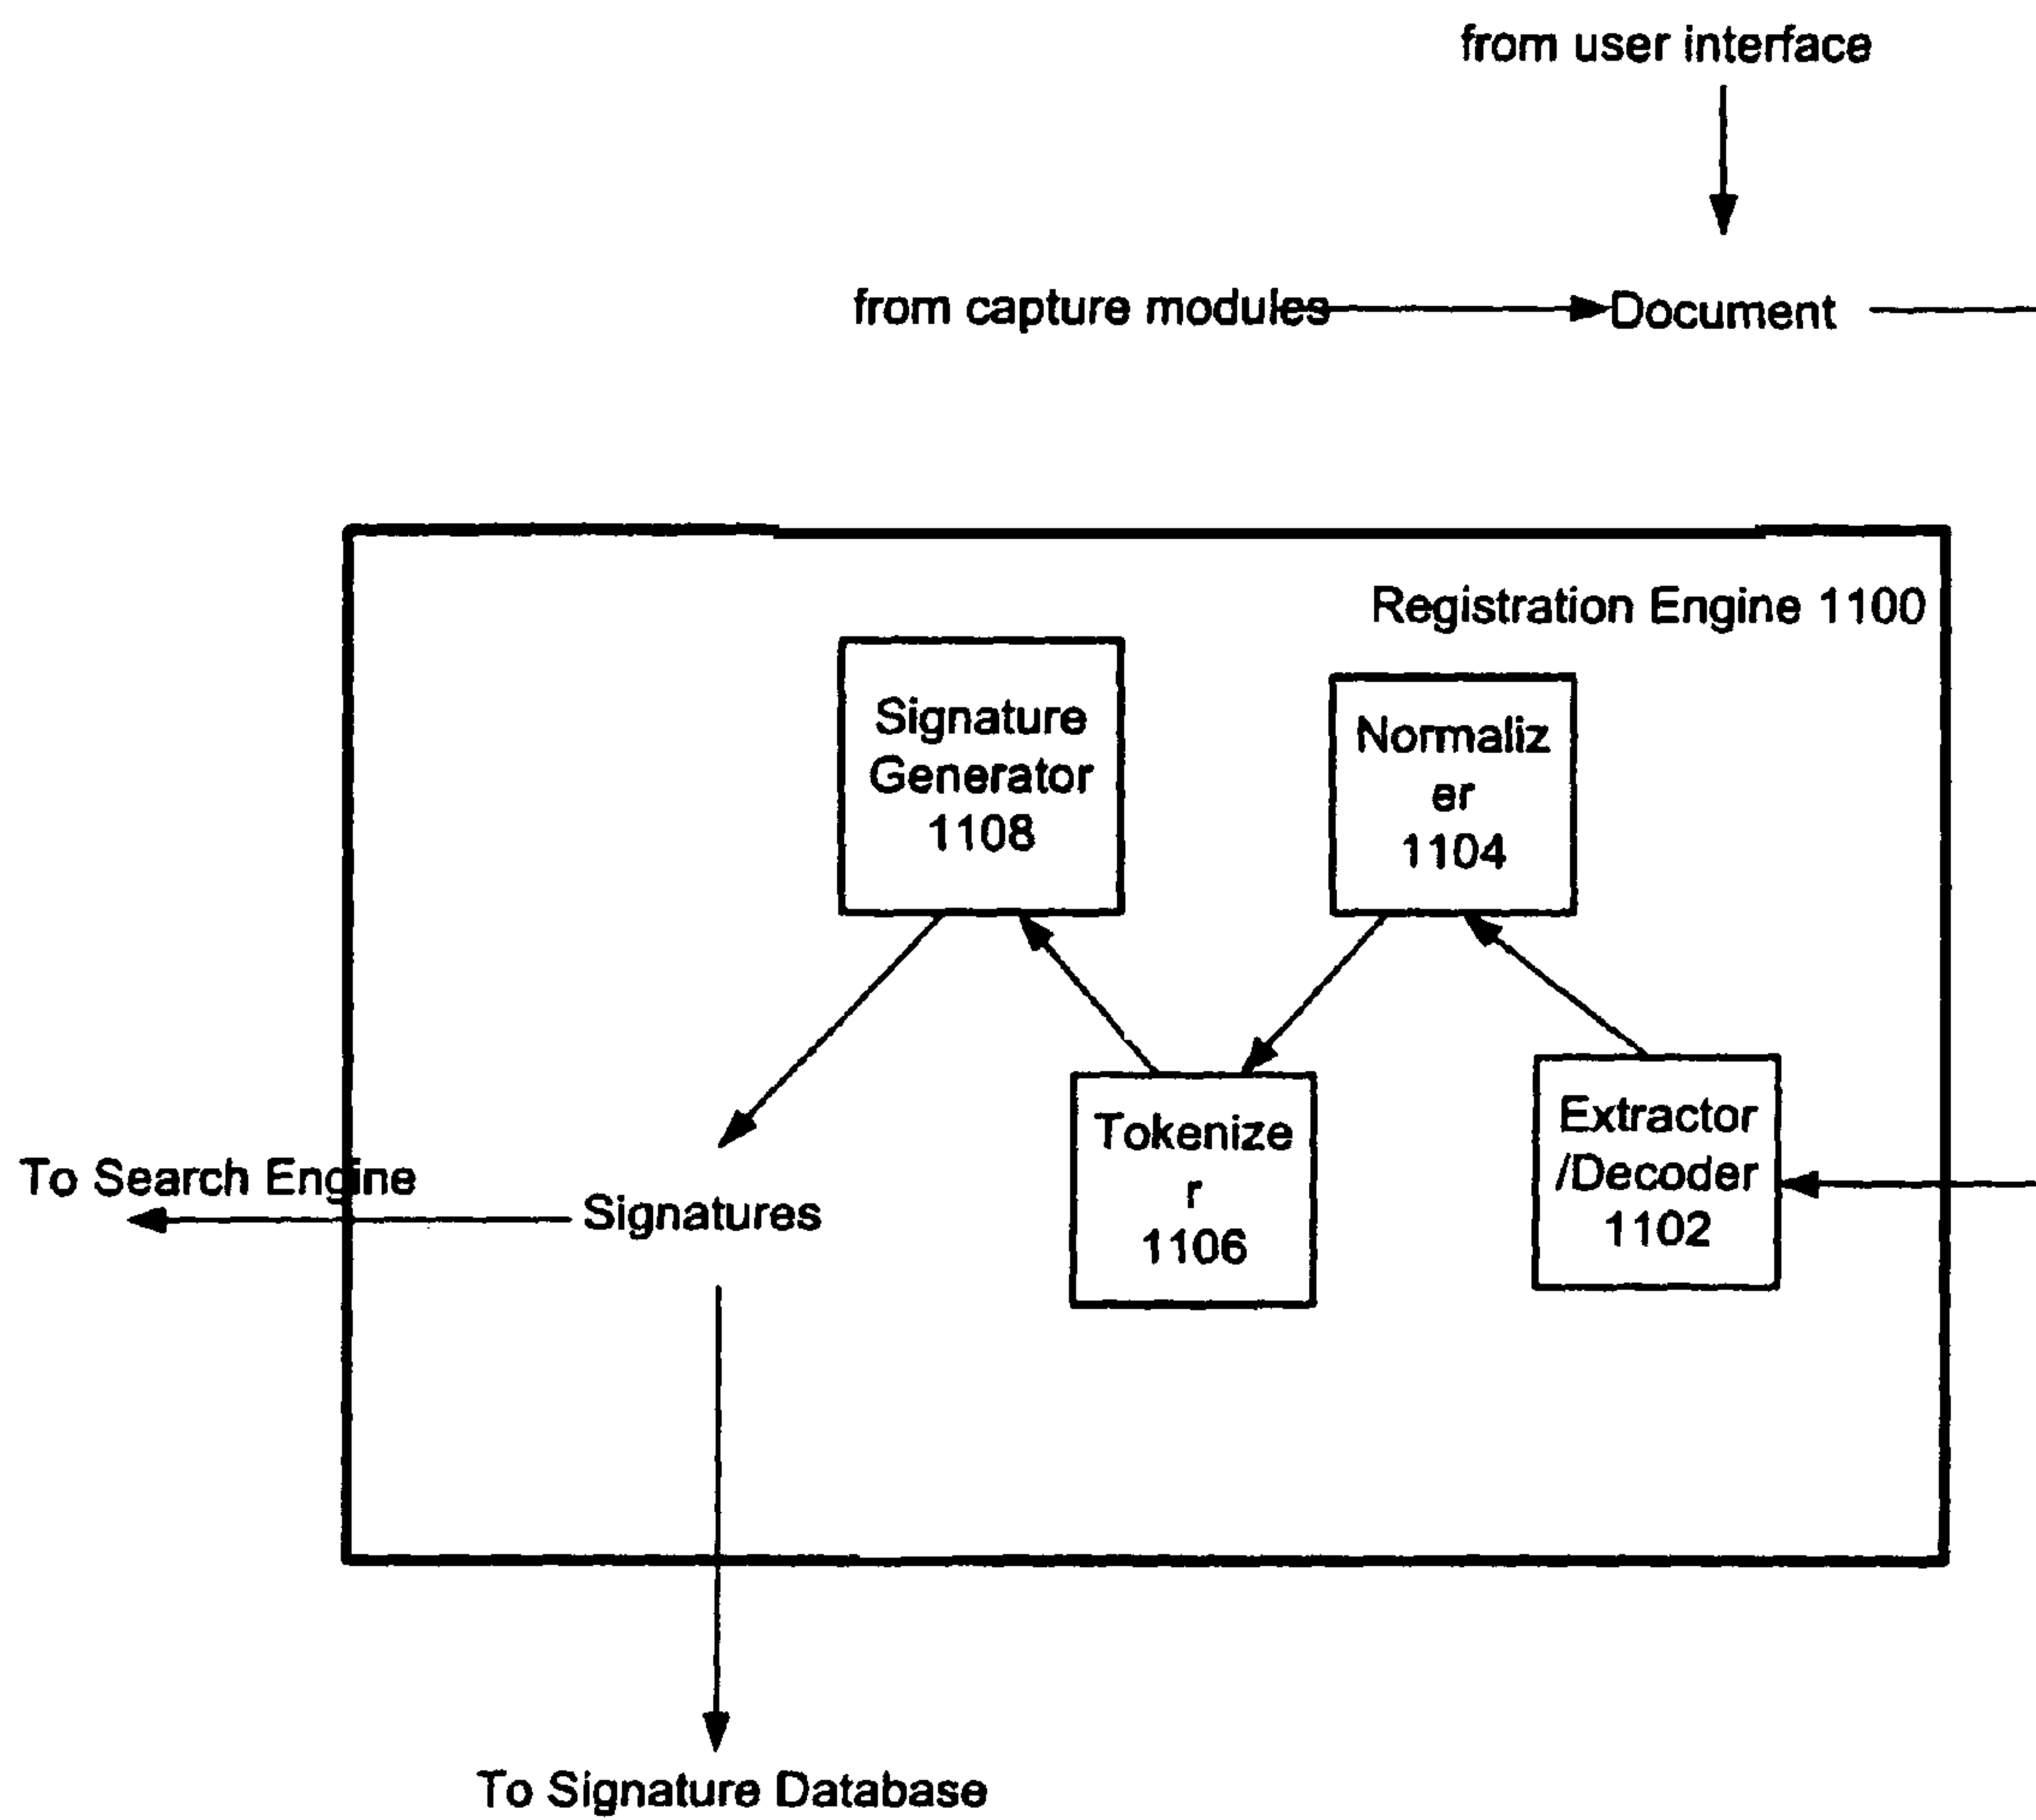 from user interface
from capture modules
Document
Registration Engine 1100
Signature
Generator
1108
Normaliz
er
1104
To Search Engine
Signatures
Tokenize
r
1106
Extractor
/Decoder
1102
To Signature Database